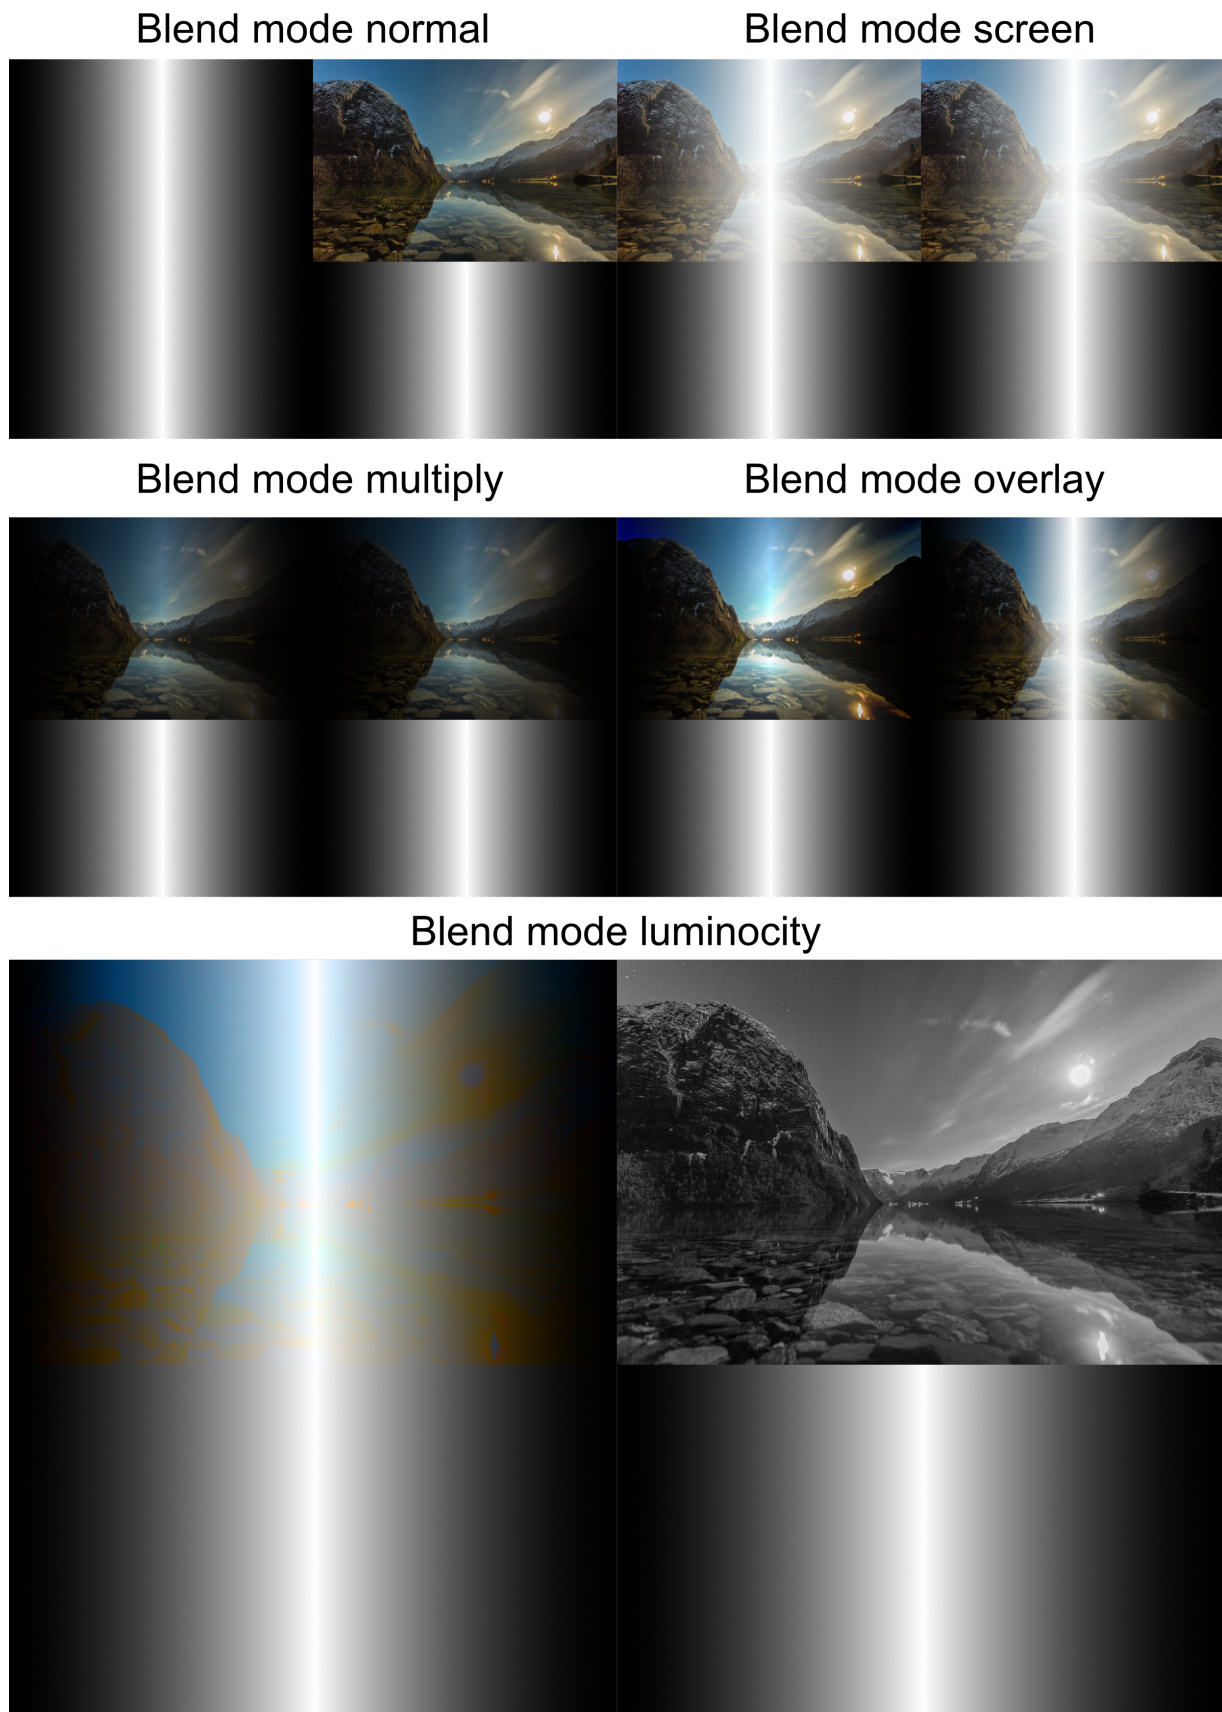 Blend mode normal
Blend mode screen
Blend mode multiply
Blend mode overlay
Blend mode luminocity